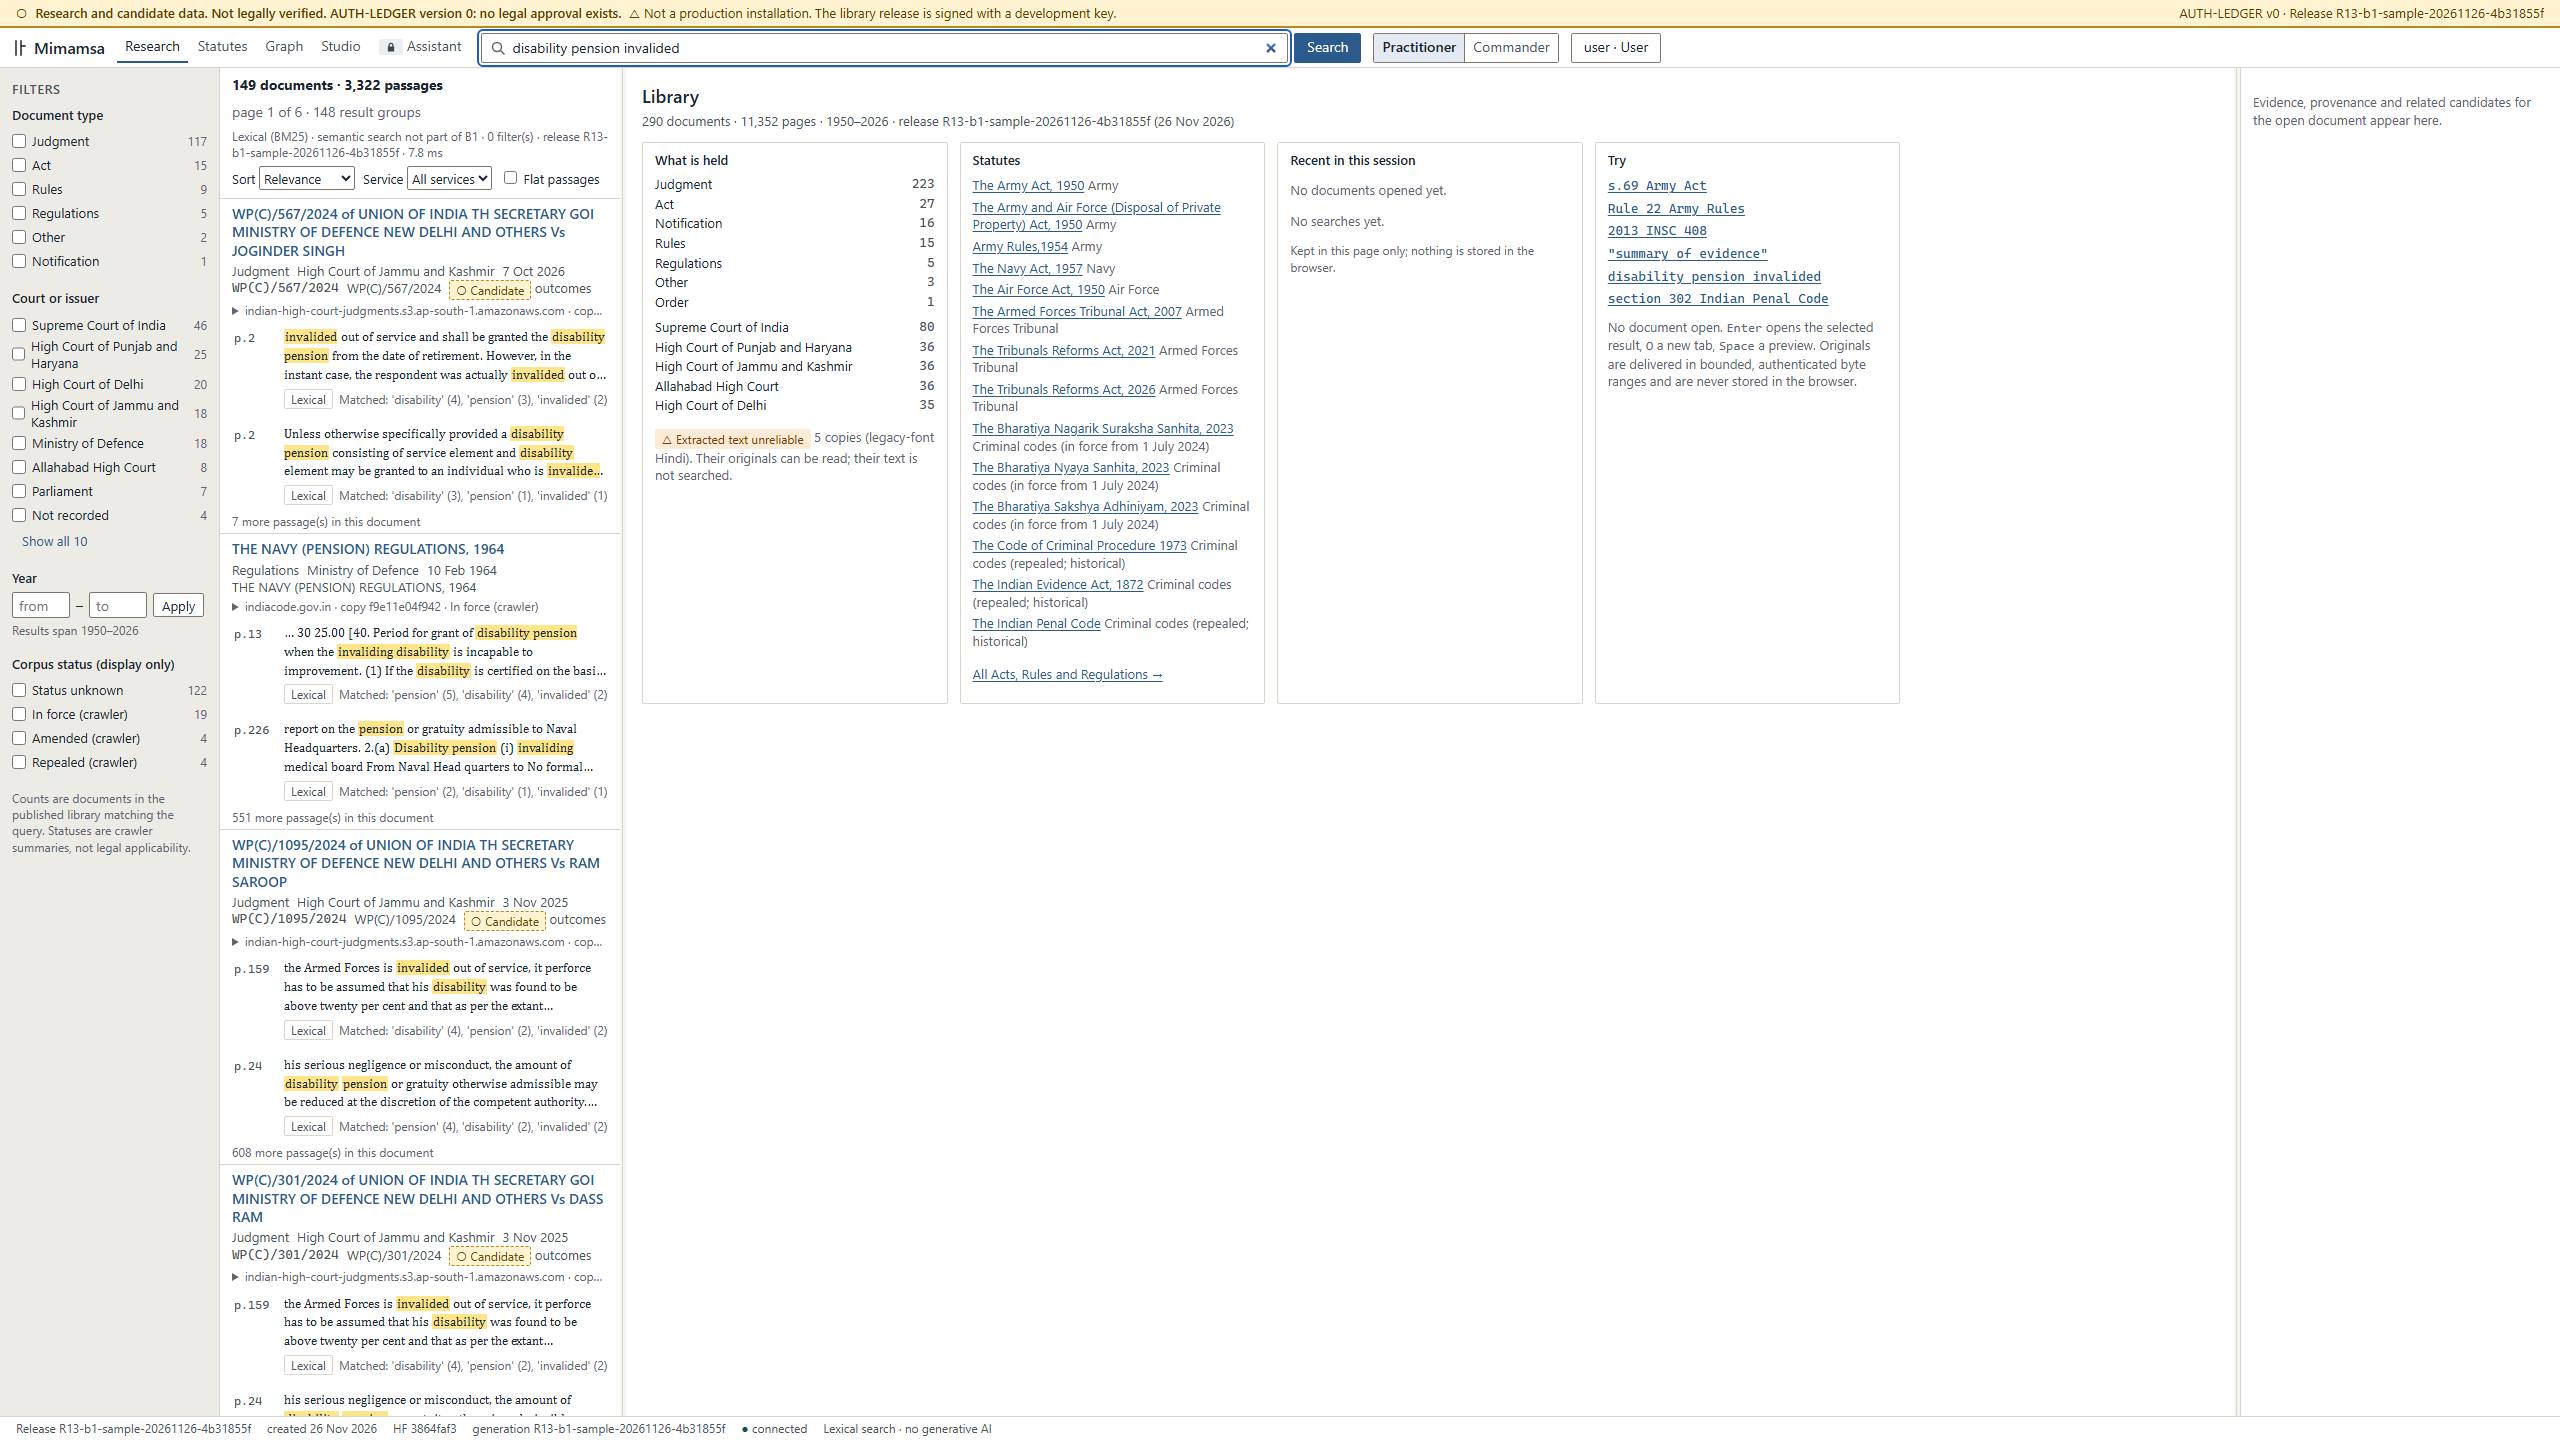 ○ Research and candidate data. Not legally verified. AUTH-LEDGER version 0: no legal approval exists. △ Not a production installation. The library release is signed with a development key.
AUTH-LEDGER v0 · Release R13-b1-sample-20261126-4b31855f
Mimamsa Research Statutes Graph Studio Assistant
disability pension invalided
Search Practitioner Commander user · User
FILTERS
Document type
Judgment 117
Act 15
Rules 9
Regulations 5
Other 2
Notification 1
Court or issuer
Supreme Court of India 46
High Court of Punjab and
Haryana 25
High Court of Delhi 20
High Court of Jammu and
Kashmir 18
Ministry of Defence 18
Allahabad High Court 8
Parliament 7
Not recorded 4
Show all 10
Year
from – to Apply
Results span 1950–2026
Corpus status (display only)
Status unknown 122
In force (crawler) 19
Amended (crawler) 4
Repealed (crawler) 4
Counts are documents in the
published library matching the
query. Statuses are crawler
summaries, not legal applicability.
149 documents · 3,322 passages
page 1 of 6 · 148 result groups
Lexical (BM25) · semantic search not part of B1 · 0 filter(s) · release R13-
b1-sample-20261126-4b31855f · 7.8 ms
Sort Relevance Service All services Flat passages
WP(C)/567/2024 of UNION OF INDIA TH SECRETARY GOI
MINISTRY OF DEFENCE NEW DELHI AND OTHERS Vs
JOGINDER SINGH
Judgment High Court of Jammu and Kashmir 7 Oct 2026
WP(C)/567/2024 WP(C)/567/2024 ○ Candidate outcomes
▶ indian-high-court-judgments.s3.ap-south-1.amazonaws.com · cop...
p.2 invalided out of service and shall be granted the disability
pension from the date of retirement. However, in the
instant case, the respondent was actually invalided out o...
Lexical Matched: 'disability' (4), 'pension' (3), 'invalided' (2)
p.2 Unless otherwise specifically provided a disability
pension consisting of service element and disability
element may be granted to an individual who is invalide...
Lexical Matched: 'disability' (3), 'pension' (1), 'invalided' (1)
7 more passage(s) in this document
THE NAVY (PENSION) REGULATIONS, 1964
Regulations Ministry of Defence 10 Feb 1964
THE NAVY (PENSION) REGULATIONS, 1964
▶ indiacode.gov.in · copy f9e11e04f942 · In force (crawler)
p.13 ... 30 25.00 [40. Period for grant of disability pension
when the invaliding disability is incapable to
improvement. (1) If the disability is certified on the basi...
Lexical Matched: 'pension' (5), 'disability' (4), 'invalided' (2)
p.226 report on the pension or gratuity admissible to Naval
Headquarters. 2.(a) Disability pension (i) invaliding
medical board From Naval Head quarters to No formal...
Lexical Matched: 'pension' (2), 'disability' (1), 'invalided' (1)
551 more passage(s) in this document
WP(C)/1095/2024 of UNION OF INDIA TH SECRETARY
MINISTRY OF DEFENCE NEW DELHI AND OTHERS Vs RAM
SAROOP
Judgment High Court of Jammu and Kashmir 3 Nov 2025
WP(C)/1095/2024 WP(C)/1095/2024 ○ Candidate outcomes
▶ indian-high-court-judgments.s3.ap-south-1.amazonaws.com · cop...
p.159 the Armed Forces is invalided out of service, it perforce
has to be assumed that his disability was found to be
above twenty per cent and that as per the extant...
Lexical Matched: 'disability' (4), 'pension' (2), 'invalided' (2)
p.24 his serious negligence or misconduct, the amount of
disability pension or gratuity otherwise admissible may
be reduced at the discretion of the competent authority....
Lexical Matched: 'pension' (4), 'disability' (2), 'invalided' (2)
608 more passage(s) in this document
WP(C)/301/2024 of UNION OF INDIA TH SECRETARY GOI
MINISTRY OF DEFENCE NEW DELHI AND OTHERS Vs DASS
RAM
Judgment High Court of Jammu and Kashmir 3 Nov 2025
WP(C)/301/2024 WP(C)/301/2024 ○ Candidate outcomes
▶ indian-high-court-judgments.s3.ap-south-1.amazonaws.com · cop...
p.159 the Armed Forces is invalided out of service, it perforce
has to be assumed that his disability was found to be
above twenty per cent and that as per the extant...
Lexical Matched: 'disability' (4), 'pension' (2), 'invalided' (2)
p.24 his serious negligence or misconduct, the amount of
Library
290 documents · 11,352 pages · 1950–2026 · release R13-b1-sample-20261126-4b31855f (26 Nov 2026)
What is held
Judgment 223
Act 27
Notification 16
Rules 15
Regulations 5
Other 3
Order 1
Supreme Court of India 80
High Court of Punjab and Haryana 36
High Court of Jammu and Kashmir 36
Allahabad High Court 36
High Court of Delhi 35
△ Extracted text unreliable 5 copies (legacy-font
Hindi). Their originals can be read; their text is
not searched.
Statutes
The Army Act, 1950 Army
The Army and Air Force (Disposal of Private
Property) Act, 1950 Army
Army Rules,1954 Army
The Navy Act, 1957 Navy
The Air Force Act, 1950 Air Force
The Armed Forces Tribunal Act, 2007 Armed
Forces Tribunal
The Tribunals Reforms Act, 2021 Armed Forces
Tribunal
The Tribunals Reforms Act, 2026 Armed Forces
Tribunal
The Bharatiya Nagarik Suraksha Sanhita, 2023
Criminal codes (in force from 1 July 2024)
The Bharatiya Nyaya Sanhita, 2023 Criminal
codes (in force from 1 July 2024)
The Bharatiya Sakshya Adhiniyam, 2023 Criminal
codes (in force from 1 July 2024)
The Code of Criminal Procedure 1973 Criminal
codes (repealed; historical)
The Indian Evidence Act, 1872 Criminal codes
(repealed; historical)
The Indian Penal Code Criminal codes (repealed;
historical)
All Acts, Rules and Regulations →
Recent in this session
No documents opened yet.
No searches yet.
Kept in this page only; nothing is stored in the
browser.
Try
s.69 Army Act
Rule 22 Army Rules
2013 INSC 408
"summary of evidence"
disability pension invalided
section 302 Indian Penal Code
No document open. Enter opens the selected
result, O a new tab, Space a preview. Originals
are delivered in bounded, authenticated byte
ranges and are never stored in the browser.
Evidence, provenance and related candidates for
the open document appear here.
Release R13-b1-sample-20261126-4b31855f created 26 Nov 2026 HF 3864faf3 generation R13-b1-sample-20261126-4b31855f ● connected Lexical search · no generative AI